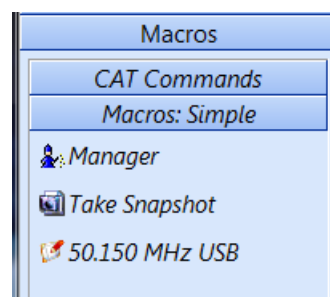 Macros
CAT Commands
Macros: Simple
Manager
Take Snapshot
50.150 MHz USB